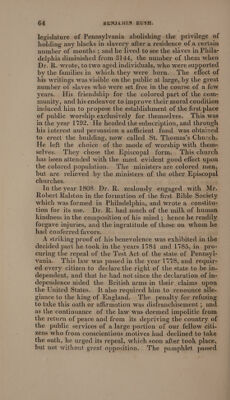 64 BENJAMIN RUSH.
legislature of Pennsylvania abolishing the privilege of
holding any blacks in slavery after a residence of a certain
number of months; and he lived to see the slaves in Phila-
delphia diminished from 3144, the number of them when
Dr. R. wrote, to two aged individuals, who were supported
by the families in which they were born. The effect of
his writings was visible on the public at large, by the great
number of slaves who were set free in the course of a few
years. His friendship for the colored part of the com-
munity, and his endeavor to improve their moral condition
induced him to propose the establishment of the first place
of public worship exclusively for themselves. This was
in the year 1792. He headed the subscription, and through
his interest and persuasion a sufficient fund was obtained
to erect the building, now called St. Thomas's Church.
He left the choice of the mode of worship with them-
selves. They chose the Episcopal form. This church
has been attended with the most evident good effect upon
the colored population. The ministers are colored men,
but are relieved by the ministers of the other Episcopal
churches.
In the year 1808 Dr. R. zealously engaged with Mr.
Robert Ralston in the formation of the first Bible Society
which was formed in Philadelphia, and wrote a constitu-
tion for its use. Dr. R. had much of the milk of human
kindness in the composition of his mind; hence he readily
forgave injuries, and the ingratitude of those on whom he
had conferred favors.
A striking proof of his benevolence was exhibited in the
decided part he took in the years 1784 and 1785, in pro-
curing the repeal of the Test Act of the state of Pennsyl-
vania. This law was passed in the year 1778, and requir-
ed every citizen to declare the right of the state to be in-
dependent, and that he had not since the declaration of in-
dependence aided the British arms in their claims upon
the United States. It also required him to renounce alle-
giance to the king of England. The penalty for refusing
to take this oath or affirmation was disfranchisement; and
as the continuance of the law was deemed impolitic from
the return of peace and from its depriving the country of
the public services of a large portion of our fellow citi-
zens who from conscientious motives had declined to take
the oath, he urged its repeal, which soon after took place,
but not without great opposition. The pamphlet passed